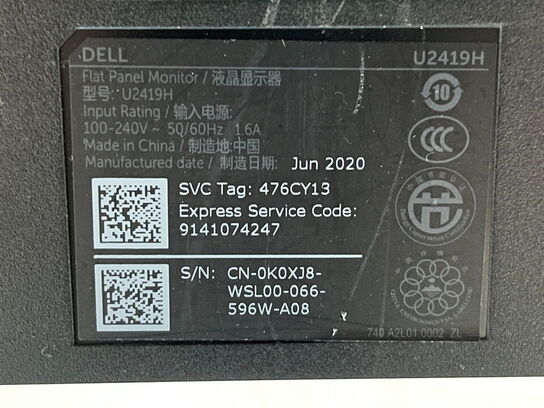 DELL
U2419H
Flat Panel Monitor / 液晶显示器
型号: U2419H
Input Rating / 输入电源:
100-240V ~ 50/60Hz 1.6A
Made in China / 制造地:中国
Manufactured date / 制造日期: Jun 2020
10
CCC
SVC Tag: 476CY13
Express Service Code:
9141074247
S/N: CN-0K0XJ8-
WSL00-066-
596W-A08
740 A2L01.0002 ZL